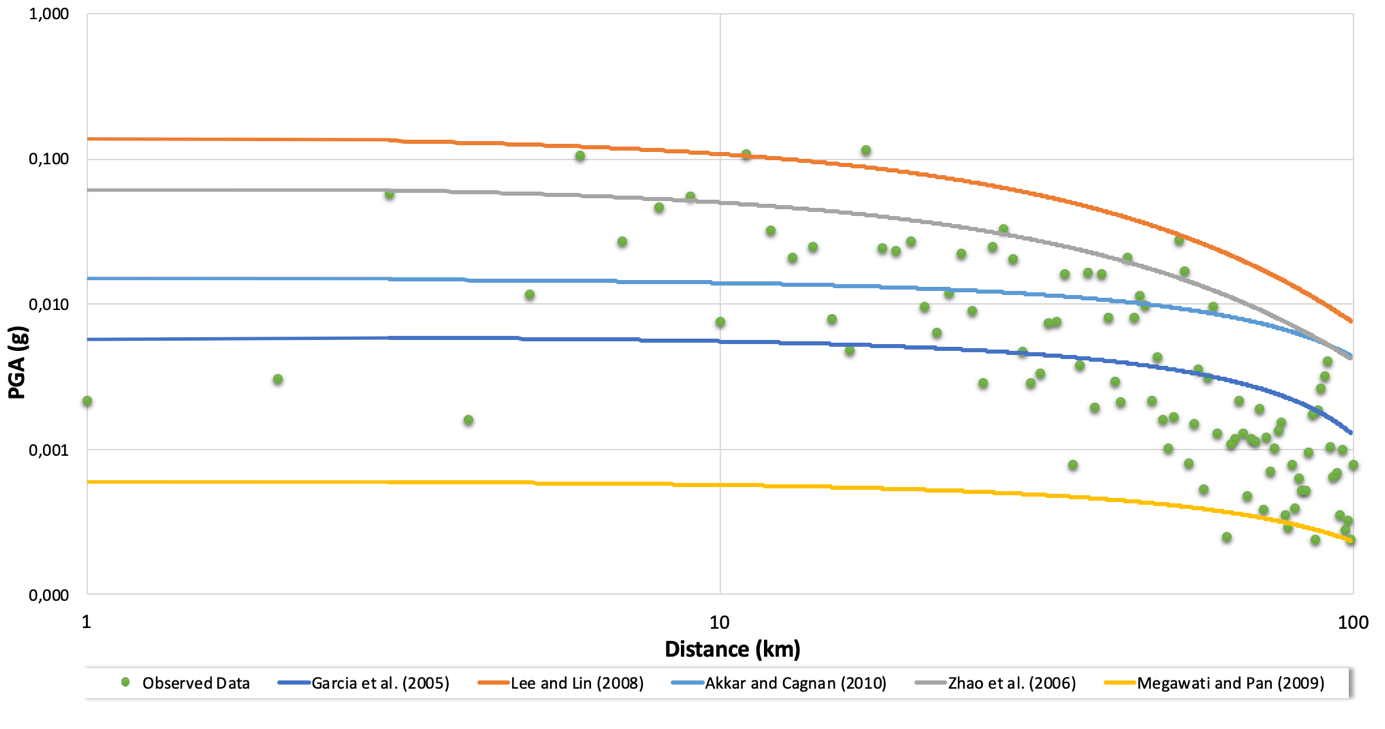 1,000
0,100
0,010
0,001
0,000
PGA (g)
1 10 100
Distance (km)
Observed Data Garcia et al. (2005) Lee and Lin (2008) Akkar and Cagnan (2010) Zhao et al. (2006) Megawati and Pan (2009)